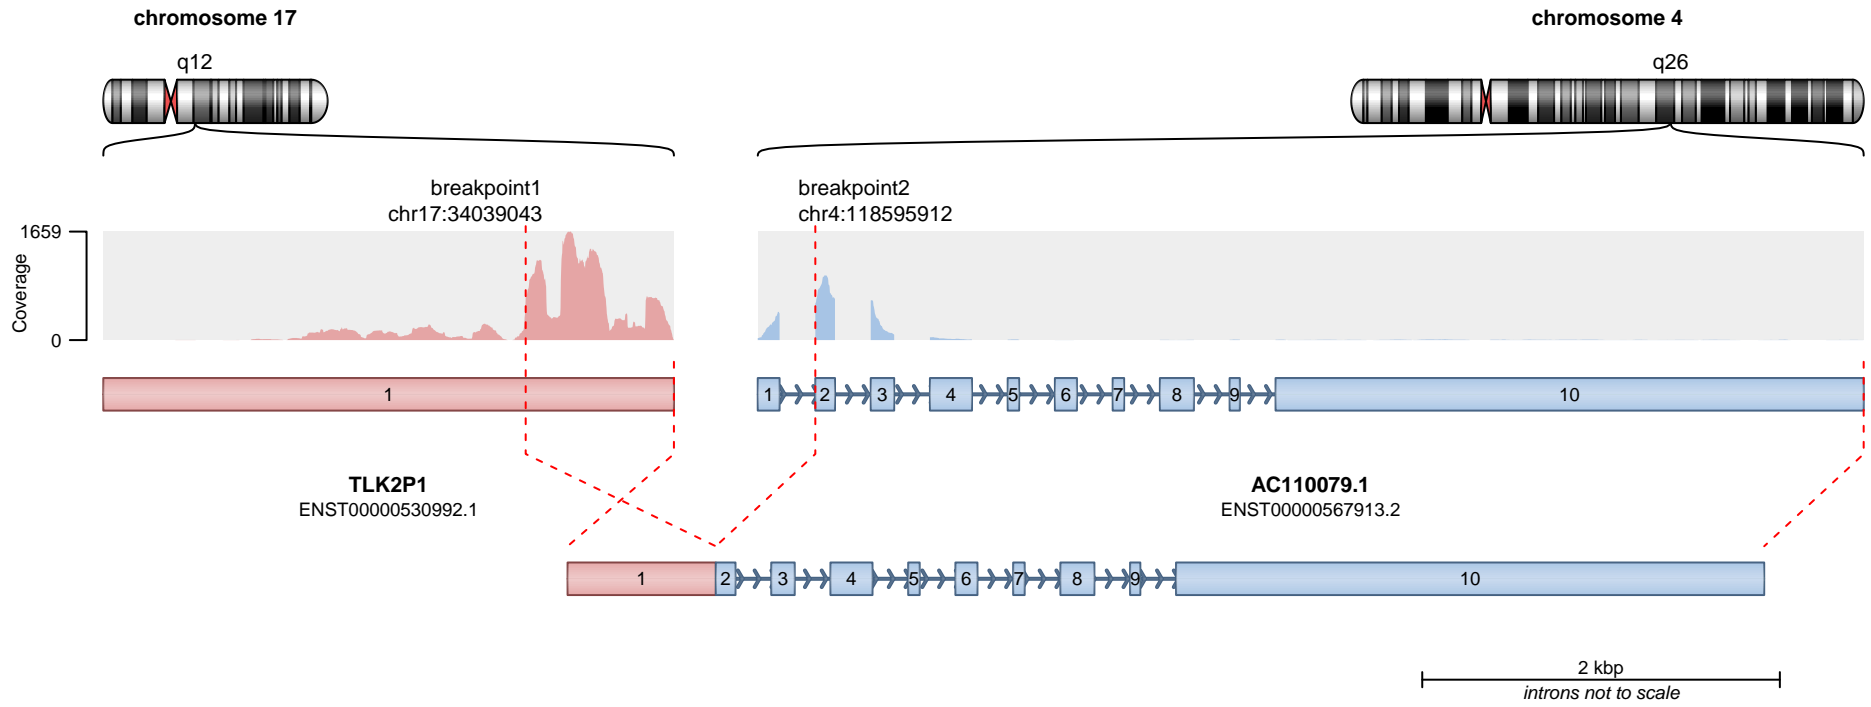 chromosome 17
chromosome 4
q12
q26
breakpoint1
chr17:34039043
breakpoint2
chr4:118595912
1659
Coverage
0
1
1 2 3 4 5 6 7 8 9 10
TLK2P1
ENST00000530992.1
AC110079.1
ENST00000567913.2
1 2 3 4 5 6 7 8 9 10
2 kbp
introns not to scale